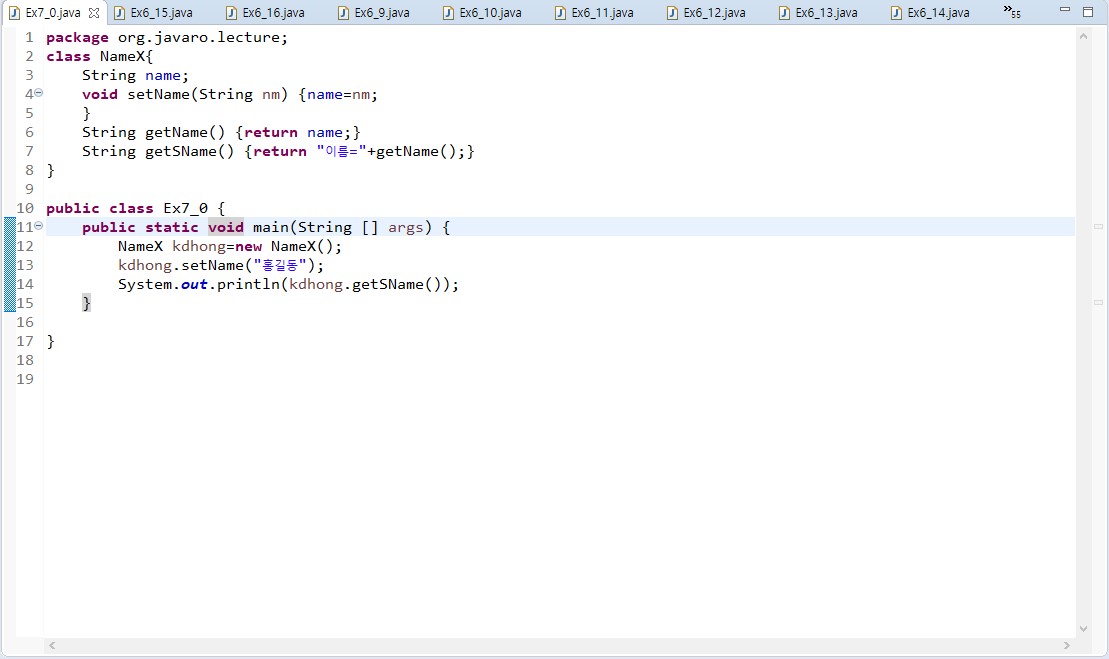 Ex7_0.java Ex6_15.java Ex6_16.java Ex6_9.java Ex6_10.java Ex6_11.java Ex6_12.java Ex6_13.java Ex6_14.java »55
1 package org.javaro.lecture;
2 class NameX{
3     String name;
4     void setName(String nm) {name=nm;
5     }
6     String getName() {return name;}
7     String getSName() {return "이름="+getName();}
8 }
9
10 public class Ex7_0 {
11     public static void main(String [] args) {
12         NameX kdhong=new NameX();
13         kdhong.setName("홍길동");
14         System.out.println(kdhong.getSName());
15     }
16
17 }
18
19